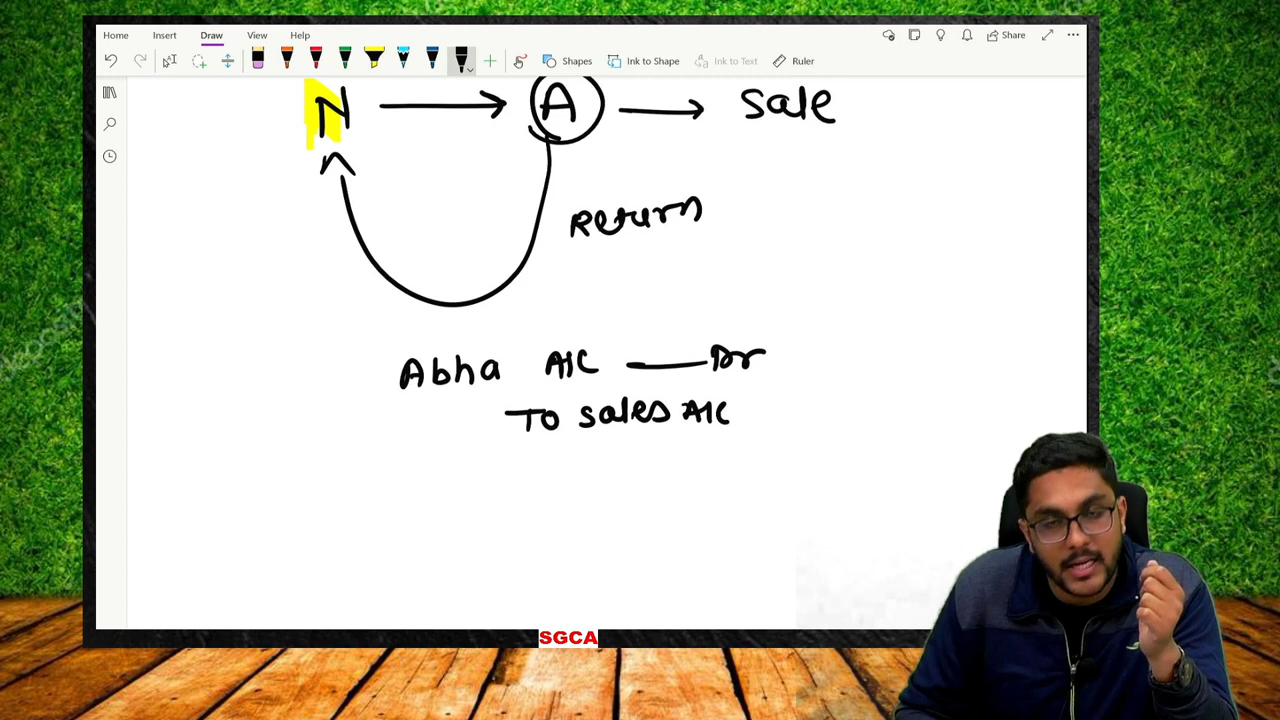 Home Insert Draw View Help Share
Shapes Ink to Shape Ink to Text Ruler
N A Sale
Return
Abha A/C Dr
To Sales A/C
SGCA